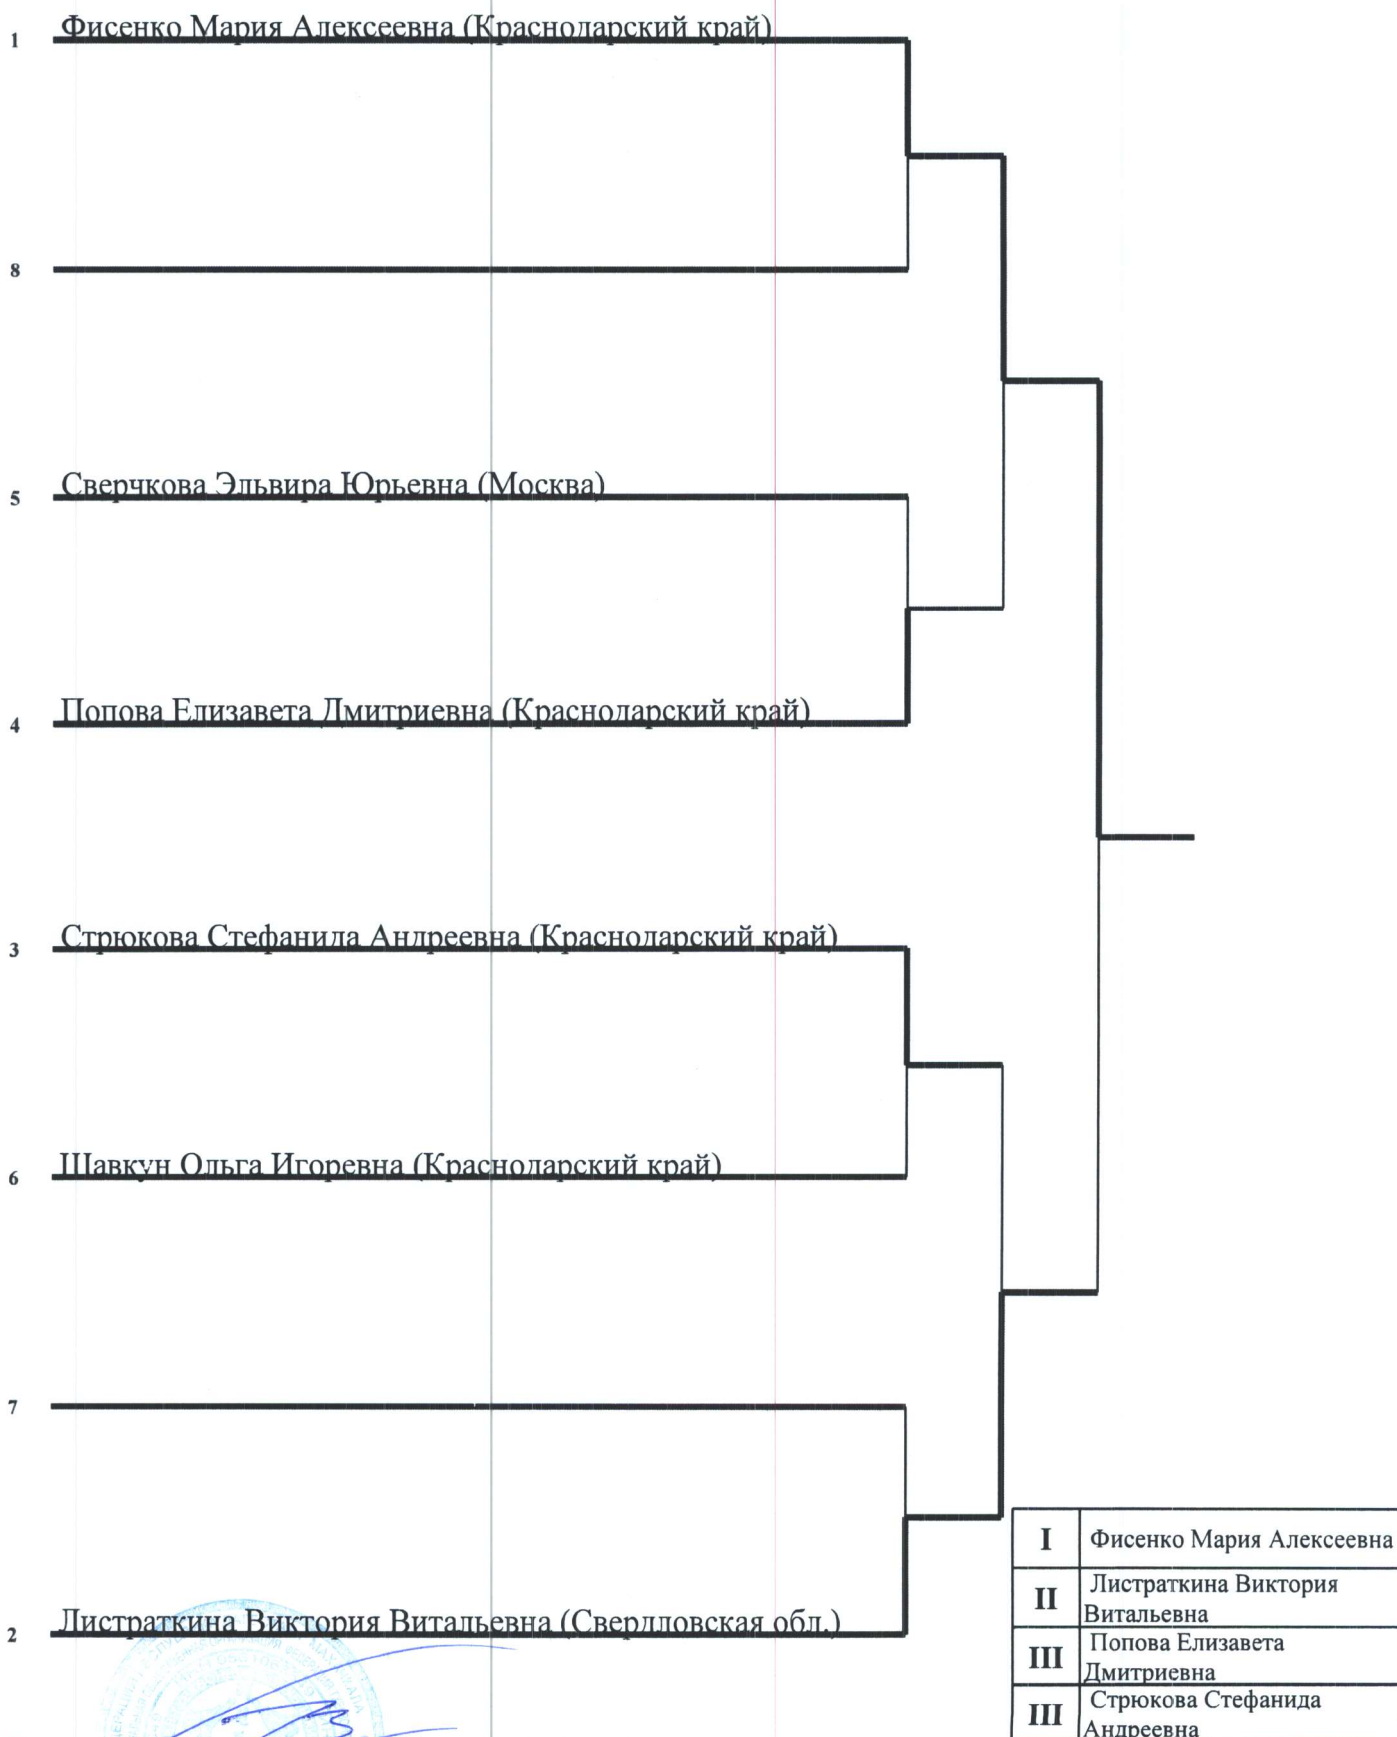 1 Фисенко Мария Алексеевна (Краснодарский край)
8
5 Сверчкова Эльвира Юрьевна (Москва)
4 Попова Елизавета Дмитриевна (Краснодарский край)
3 Стрюкова Стефанида Андреевна (Краснодарский край)
6 Шавкун Ольга Игоревна (Краснодарский край)
7
2 Листраткина Виктория Витальевна (Свердловская обл.)
I Фисенко Мария Алексеевна
II Листраткина Виктория
Витальевна
III Попова Елизавета
Дмитриевна
III Стрюкова Стефанида
Андреевна